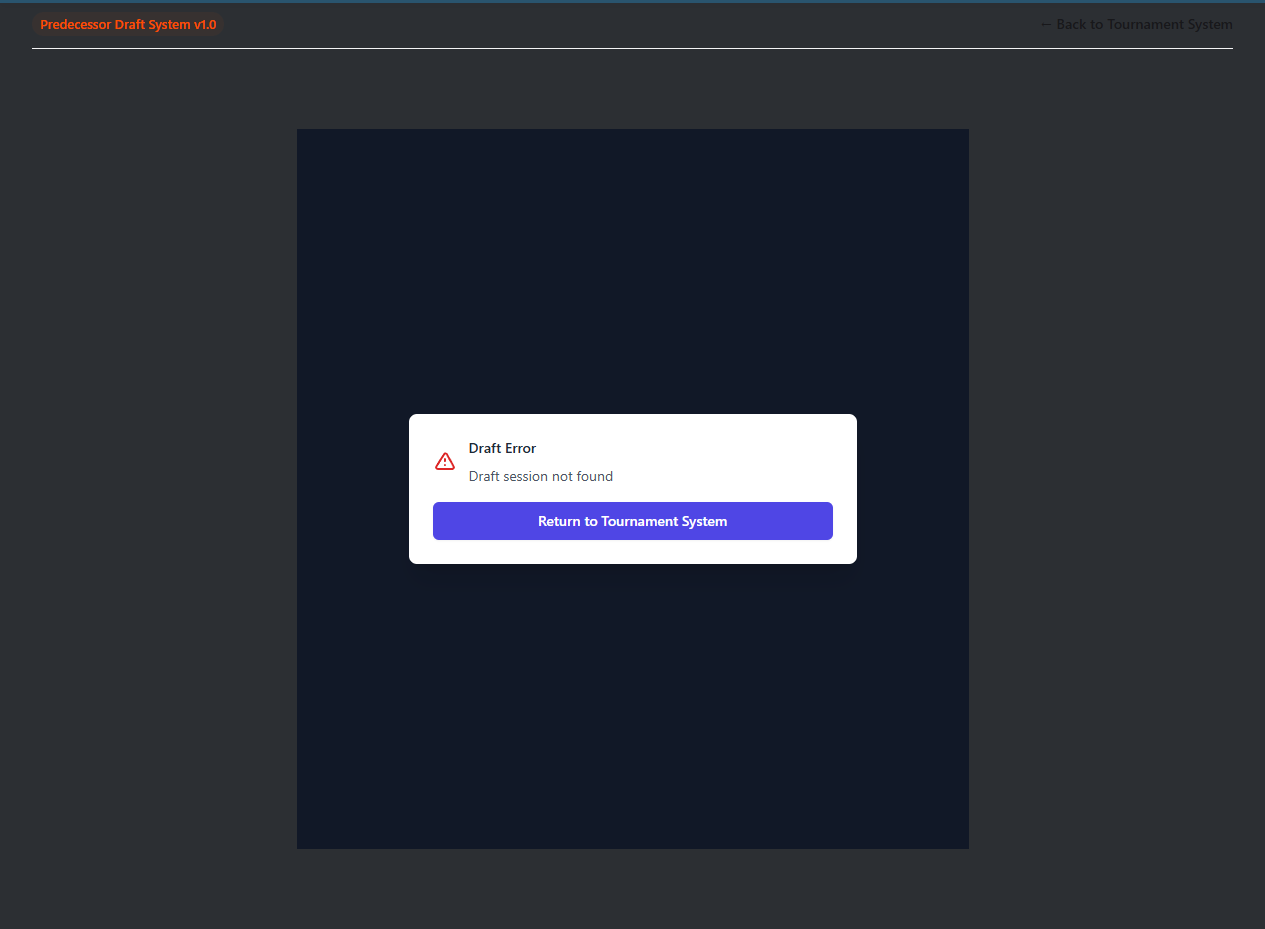 Predecessor Draft System v1.0
← Back to Tournament System
Draft Error
Draft session not found
Return to Tournament System